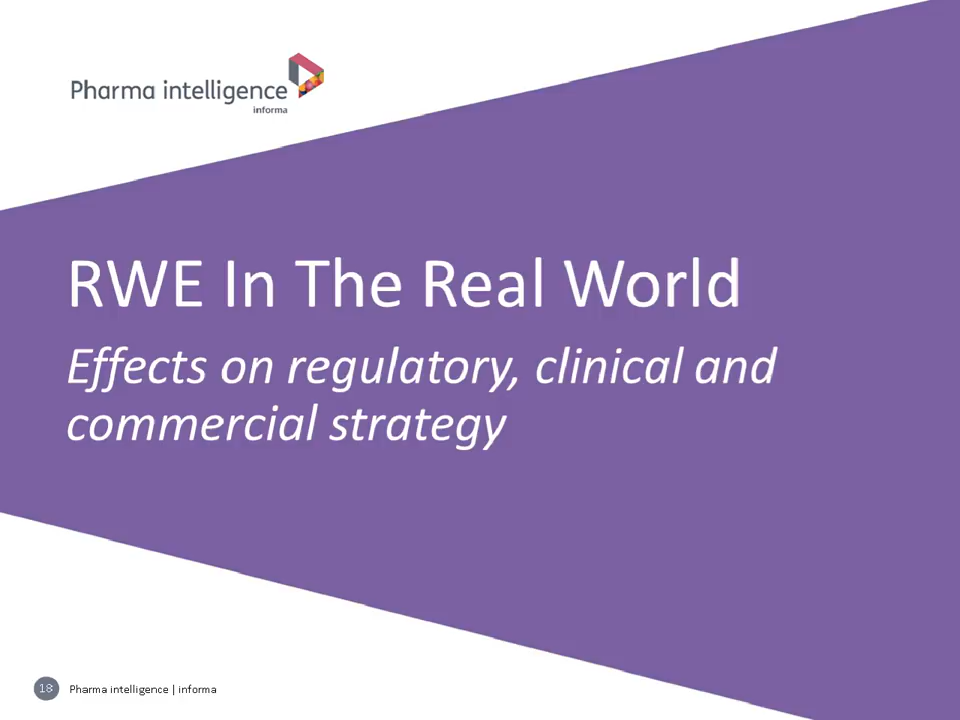 Pharma intelligence
informa
RWE In The Real World
Effects on regulatory, clinical and
commercial strategy
18 Pharma intelligence | informa